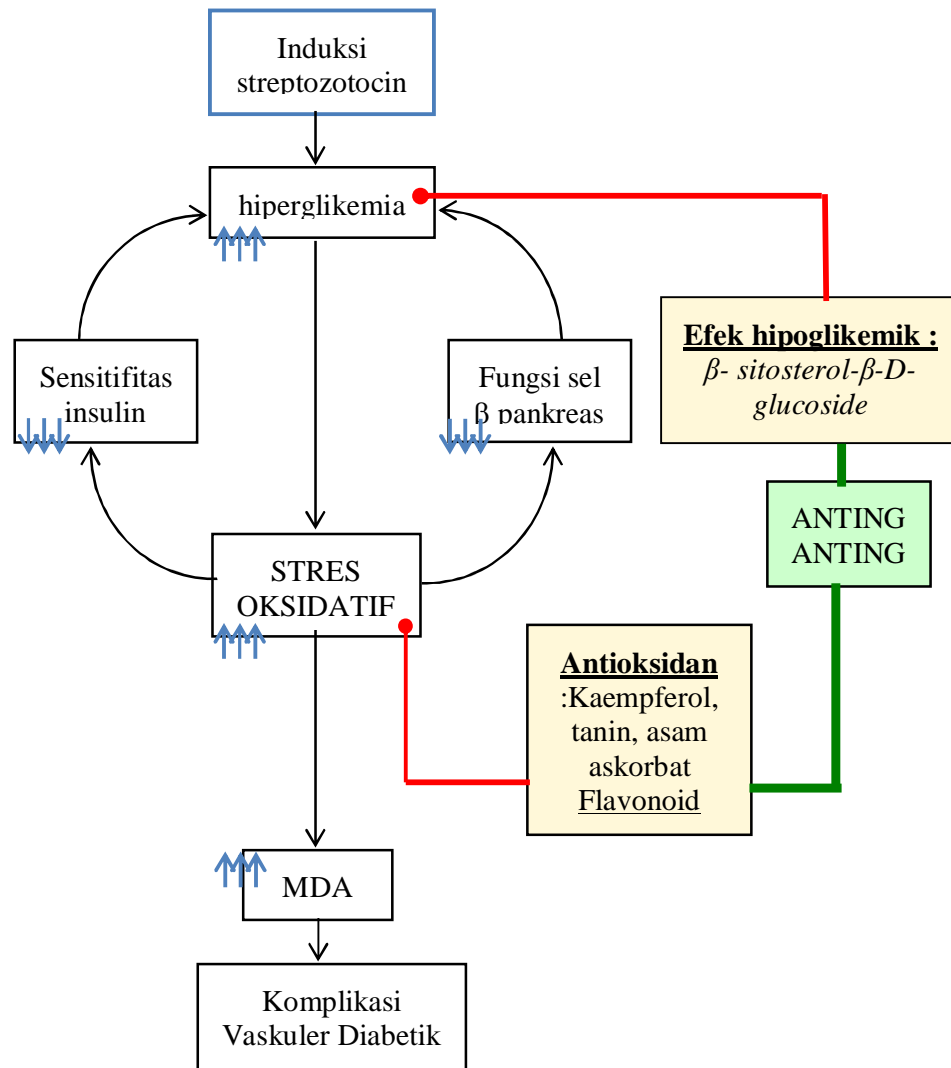 Induksi
streptozotocin
hiperglikemia
Efek hipoglikemik :
β- sitosterol-β-D-
glucoside
Sensitifitas
insulin
Fungsi sel
β pankreas
ANTING
ANTING
STRES
OKSIDATIF
Antioksidan
:Kaempferol,
tanin, asam
askorbat
Flavonoid
MDA
Komplikasi
Vaskuler Diabetik